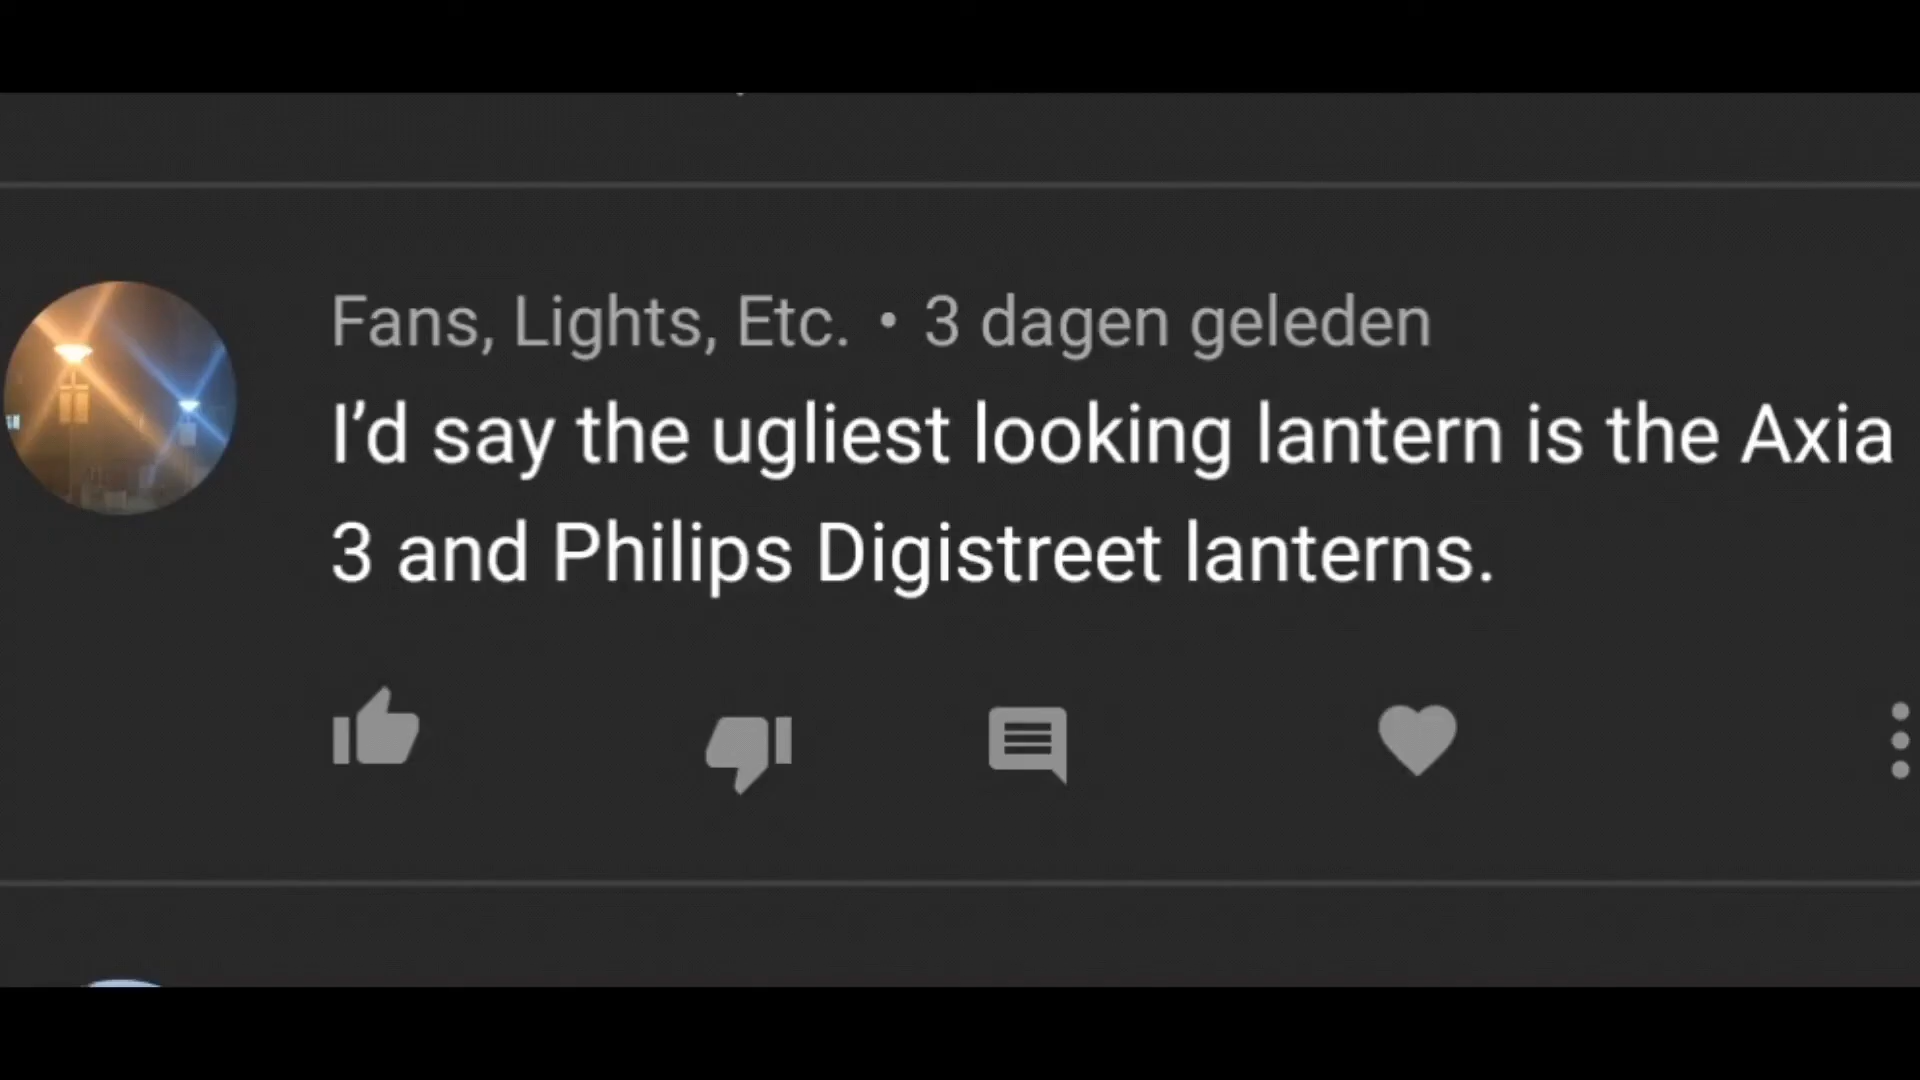 Fans, Lights, Etc. • 3 dagen geleden
I’d say the ugliest looking lantern is the Axia
3 and Philips Digistreet lanterns.